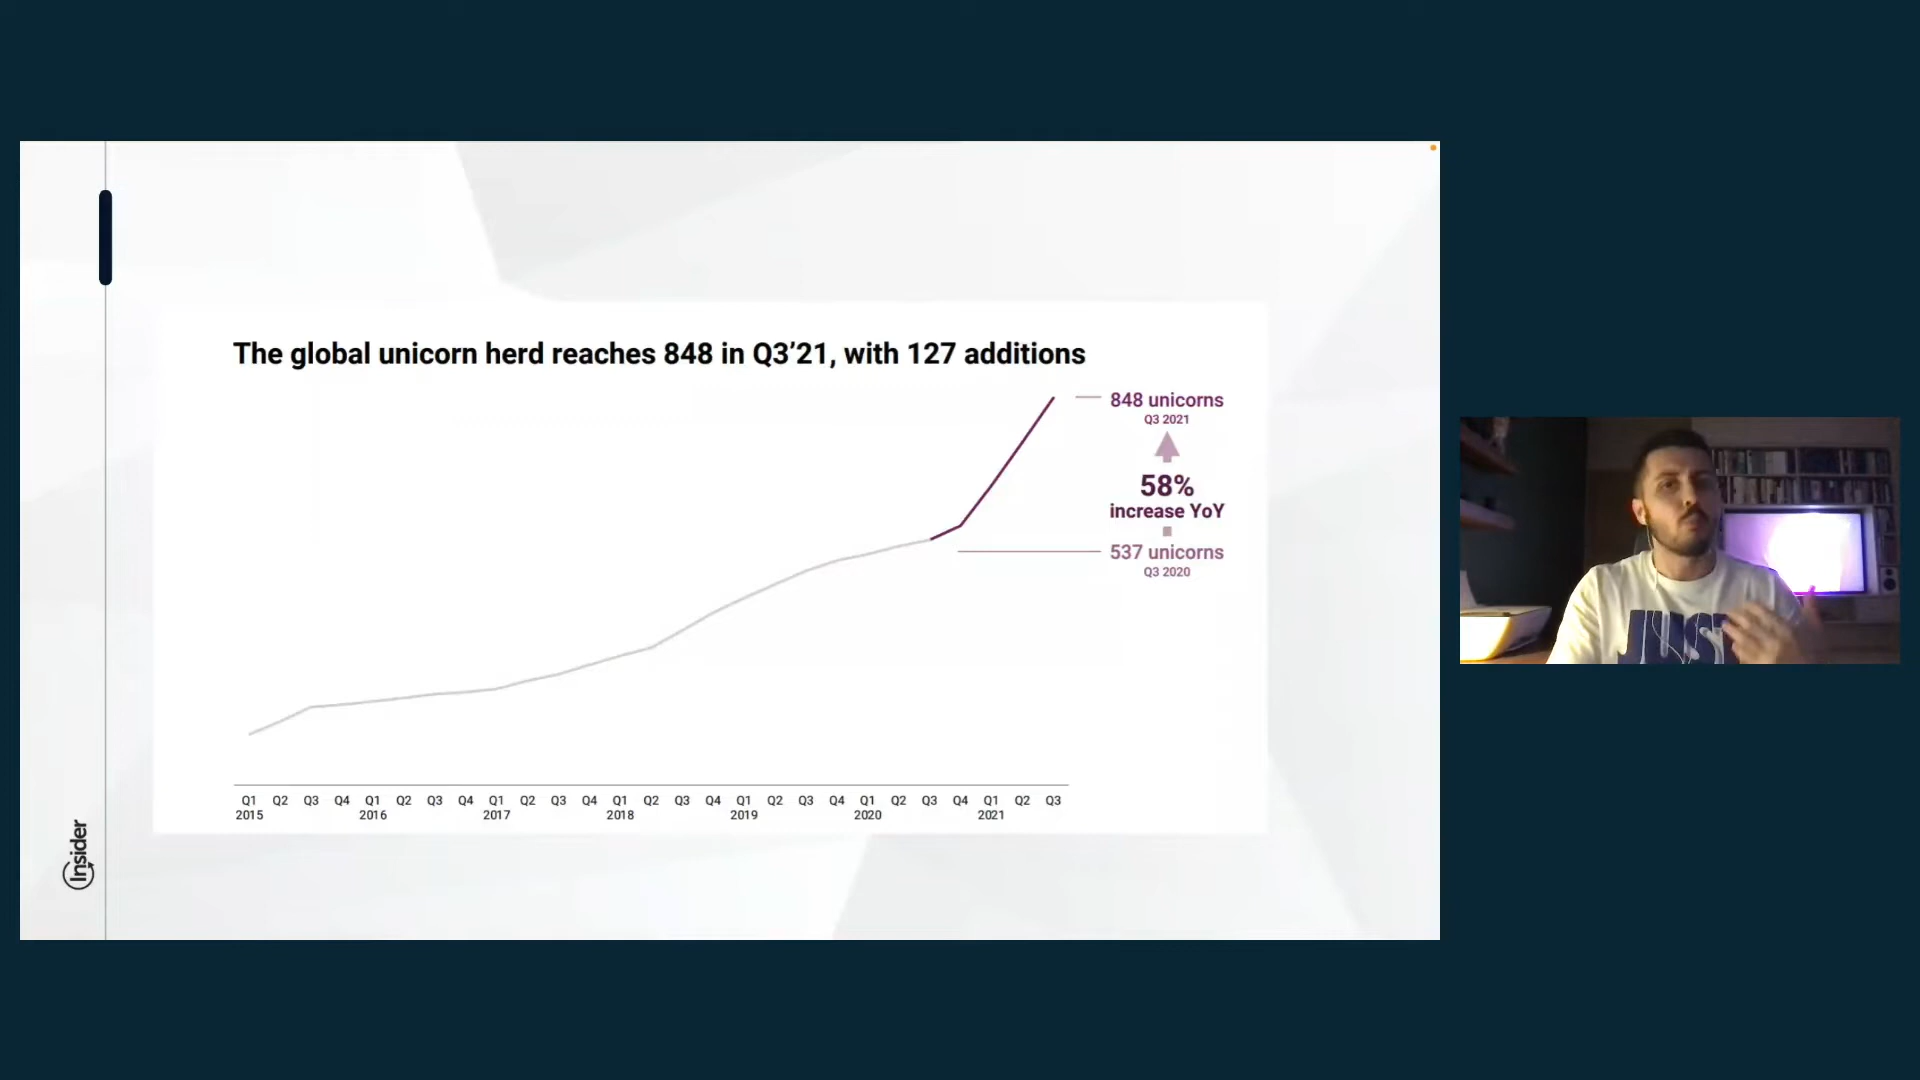 The global unicorn herd reaches 848 in Q3’21, with 127 additions
848 unicorns
Q3 2021
58%
increase YoY
537 unicorns
Q3 2020
Q1 Q2 Q3 Q4 Q1 Q2 Q3 Q4 Q1 Q2 Q3 Q4 Q1 Q2 Q3 Q4 Q1 Q2 Q3 Q4 Q1 Q2 Q3 Q4 Q1 Q2 Q3
2015 2016 2017 2018 2019 2020 2021
Insider
JUST